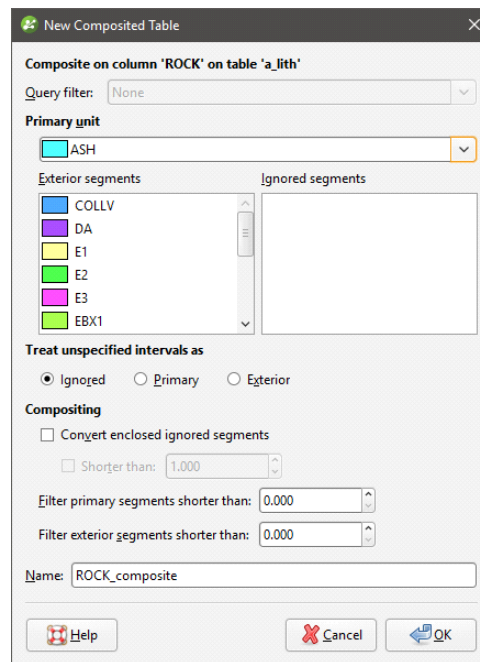 New Composited Table
Composite on column 'ROCK' on table 'a_lith'
Query filter: None
Primary unit
ASH
Exterior segments Ignored segments
COLLV
DA
E1
E2
E3
EBX1
Treat unspecified intervals as
Ignored Primary Exterior
Compositing
Convert enclosed ignored segments
Shorter than: 1.000
Filter primary segments shorter than: 0.000
Filter exterior segments shorter than: 0.000
Name: ROCK_composite
Help Cancel OK